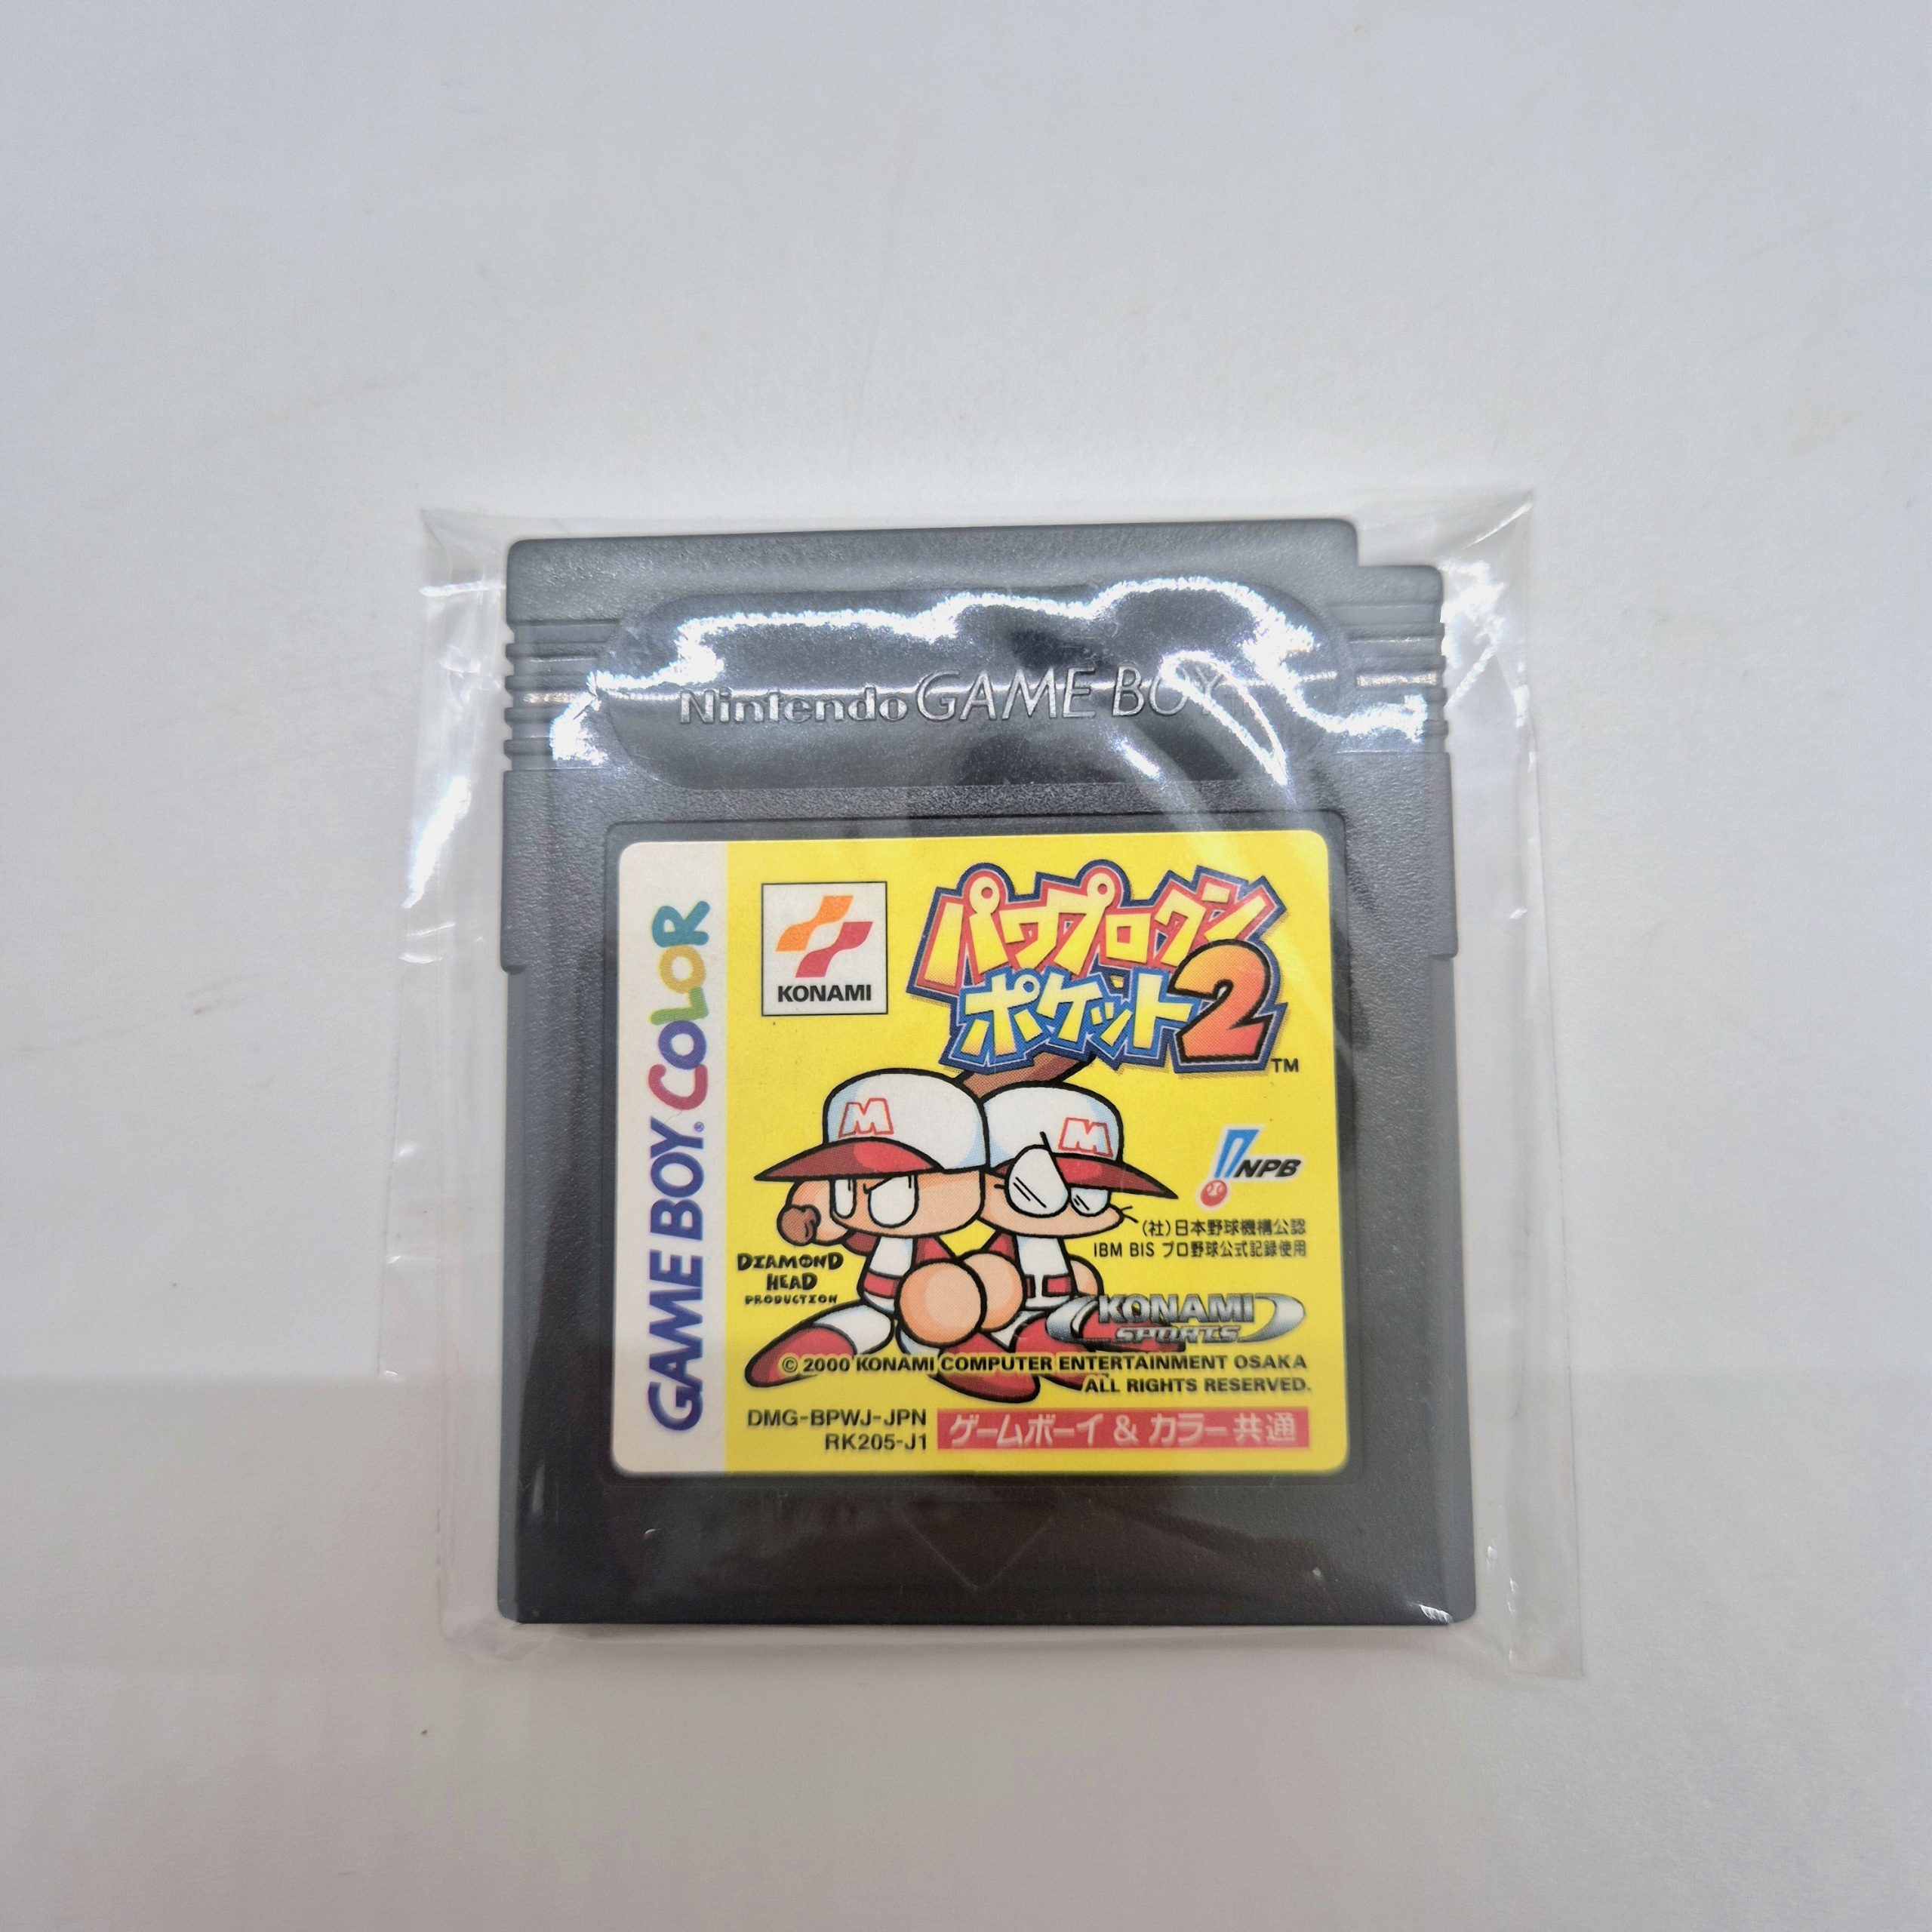 Nintendo GAME BOY
GAME BOY COLOR
KONAMI
パワプロクン
ポケット2
TM
M
M
NPB
(社)日本野球機構公認
IBM BIS プロ野球公式記録使用
DIAMOND
HEAD
PRODUCTION
KONAMI
SPORTS
© 2000 KONAMI COMPUTER ENTERTAINMENT OSAKA
ALL RIGHTS RESERVED.
DMG-BPWJ-JPN
RK205-J1
ゲームボーイ & カラー共通